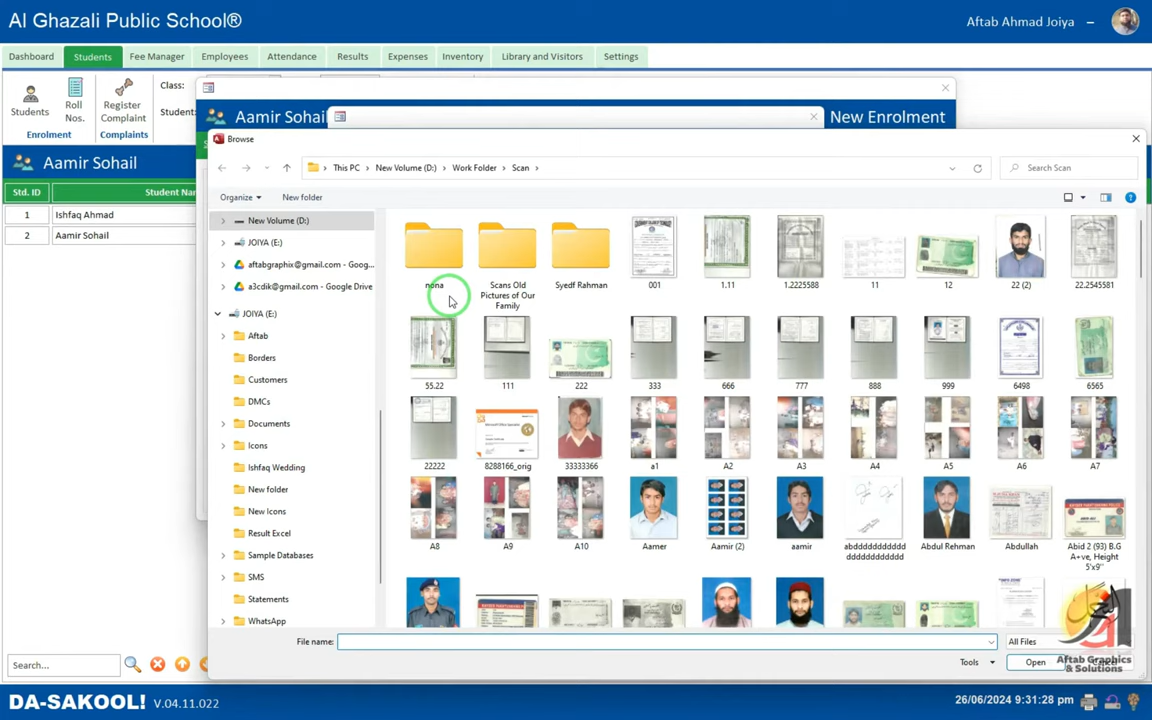 Al Ghazali Public School®
Aftab Ahmad Joiya
Dashboard Students Fee Manager Employees Attendance Results Expenses Inventory Library and Visitors Settings
Class:
Student:
Students
Roll Nos.
Register Complaint
Enrolment
Complaints
Aamir Sohail
New Enrolment
Aamir Sohail
Std. ID
Student Nan
1 Ishfaq Ahmad
2 Aamir Sohail
Browse
This PC > New Volume (D:) > Work Folder > Scan >
Search Scan
Organize
New folder
New Volume (D:)
JOIYA (E:)
aftabgraphix@gmail.com - Goog...
a3cdik@gmail.com - Google Drive
JOIYA (E:)
Aftab
Borders
Customers
DMCs
Documents
Icons
Ishfaq Wedding
New folder
New Icons
Result Excel
Sample Databases
SMS
Statements
WhatsApp
nona
Scans Old Pictures of Our Family
Syedf Rahman
001
1.11
1.2225588
11
12
22 (2)
22.2545581
55.22
111
222
333
666
777
888
999
6498
6565
22222
8288166_orig
33333366
a1
A2
A3
A4
A5
A6
A7
A8
A9
A10
Aamer
Aamir (2)
aamir
abdddddddddd
dddddddddddd
Abdul Rehman
Abdullah
Abid 2 (93) B.G
A+ve, Height
5'x9"
File name:
All Files
Tools
Open
Aftab Graphics
& Solutions
Search...
DA-SAKOOL! V.04.11.022
26/06/2024 9:31:28 pm